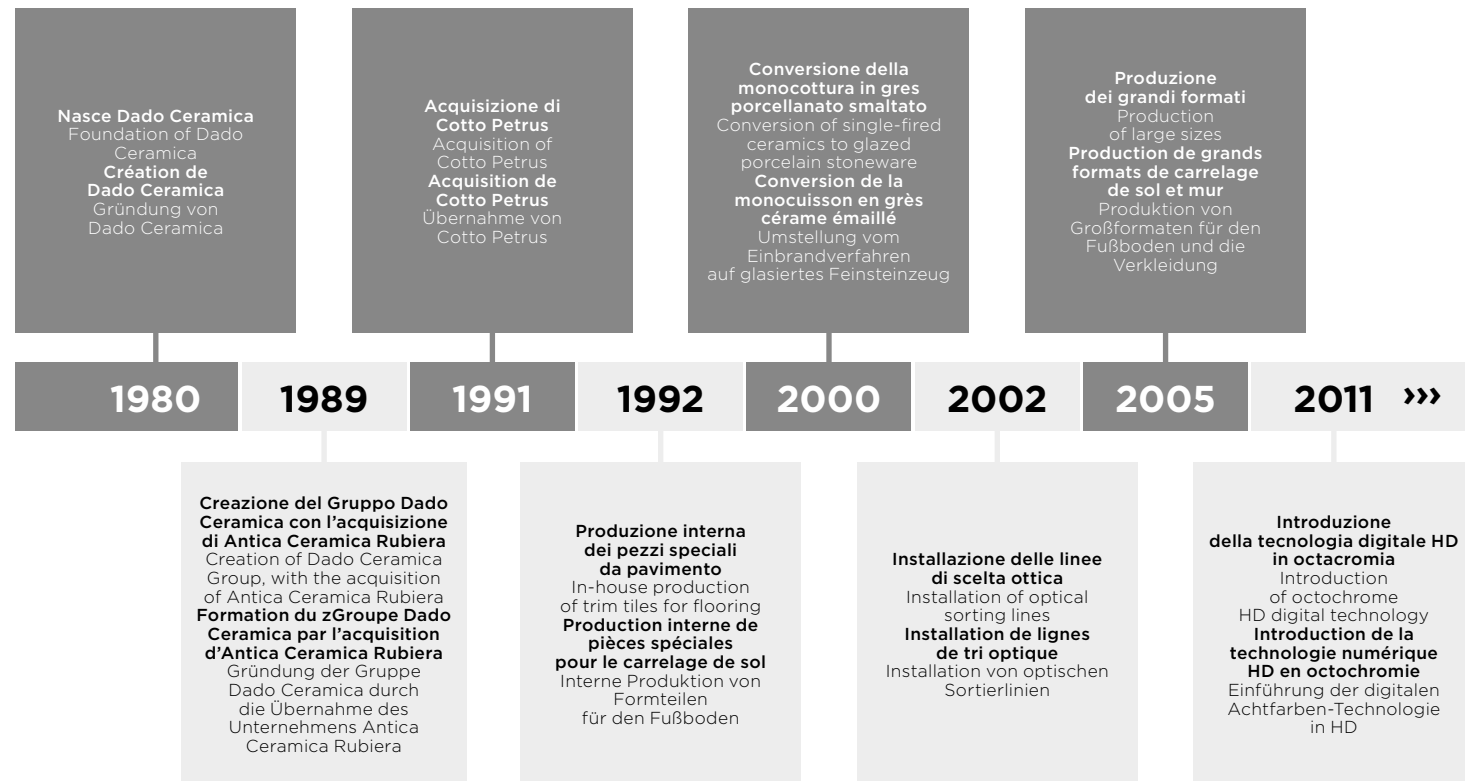 Nasce Dado Ceramica
Foundation of Dado
Ceramica
Création de
Dado Ceramica
Gründung von
Dado Ceramica
Acquisizione di
Cotto Petrus
Acquisition of
Cotto Petrus
Acquisition de
Cotto Petrus
Übernahme von
Cotto Petrus
Conversione della
monocottura in gres
porcellanato smaltato
Conversion of single-fired
ceramics to glazed
porcelain stoneware
Conversion de la
monocuisson en grès
cérame émaillé
Umstellung vom
Einbrandverfahren
auf glasiertes Feinsteinzeug
Produzione
dei grandi formati
Production
of large sizes
Production de grands
formats de carrelage
de sol et mur
Produktion von
Großformaten für den
Fußboden und die
Verkleidung
1980 1989 1991 1992 2000 2002 2005 2011 ›››
Creazione del Gruppo Dado
Ceramica con l’acquisizione
di Antica Ceramica Rubiera
Creation of Dado Ceramica
Group, with the acquisition
of Antica Ceramica Rubiera
Formation du zGroupe Dado
Ceramica par l’acquisition
d’Antica Ceramica Rubiera
Gründung der Gruppe
Dado Ceramica durch
die Übernahme des
Unternehmens Antica
Ceramica Rubiera
Produzione interna
dei pezzi speciali
da pavimento
In-house production
of trim tiles for flooring
Production interne de
pièces spéciales
pour le carrelage de sol
Interne Produktion von
Formteilen
für den Fußboden
Installazione delle linee
di scelta ottica
Installation of optical
sorting lines
Installation de lignes
de tri optique
Installation von optischen
Sortierlinien
Introduzione
della tecnologia digitale HD
in octacromia
Introduction
of octochrome
HD digital technology
Introduction de la
technologie numérique
HD en octochromie
Einführung der digitalen
Achtfarben-Technologie
in HD